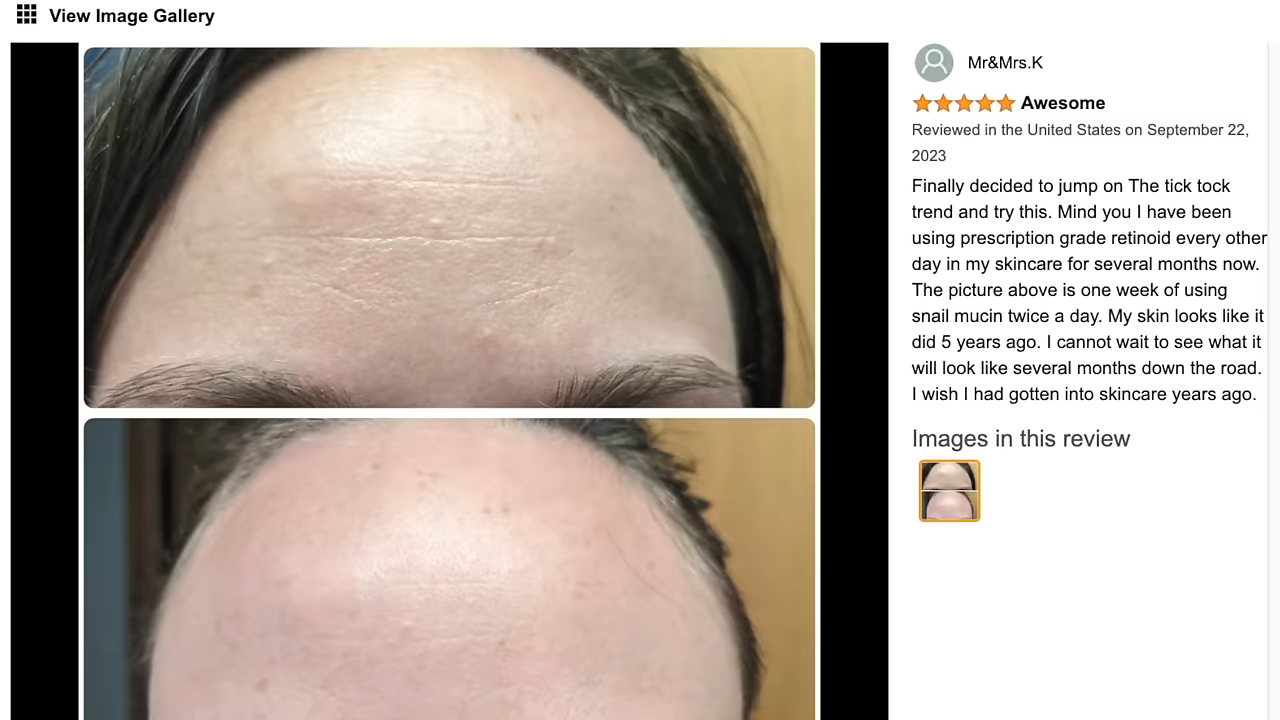 View Image Gallery
Mr&Mrs.K
Awesome
Reviewed in the United States on September 22,
2023
Finally decided to jump on The tick tock
trend and try this. Mind you I have been
using prescription grade retinoid every other
day in my skincare for several months now.
The picture above is one week of using
snail mucin twice a day. My skin looks like it
did 5 years ago. I cannot wait to see what it
will look like several months down the road.
I wish I had gotten into skincare years ago.
Images in this review